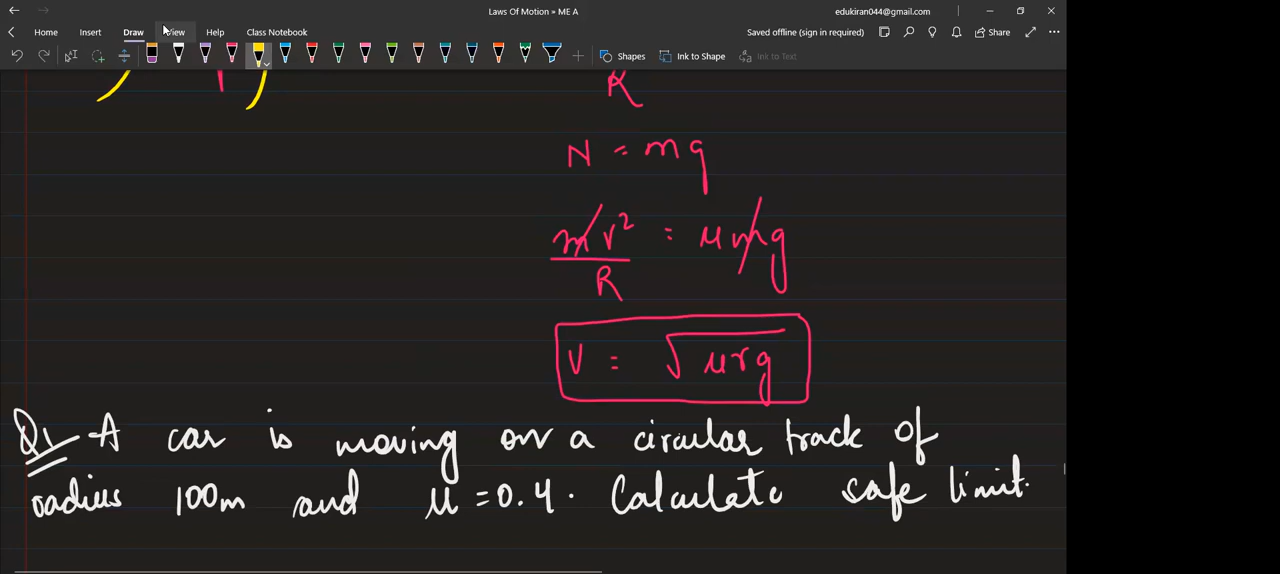 Laws Of Motion » ME A
edukiran044@gmail.com
Home Insert Draw View Help Class Notebook
Saved offline (sign in required) Share
Shapes Ink to Shape Ink to Text
R
N = mg
mv² = μmg
R
V = √μrg
Q1 A car is moving on a circular track of
radius 100m and μ = 0.4. Calculate safe limit.